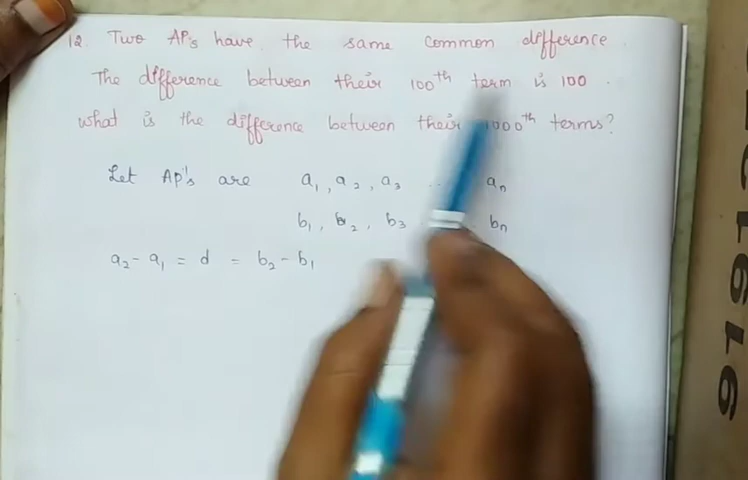 12. Two AP's have the same common difference.
The difference between their 100th term is 100.
what is the difference between their 1000th terms?
Let AP's are a1, a2, a3 .. an
b1, b2, b3 bn
a2 - a1 = d = b2 - b1
9191